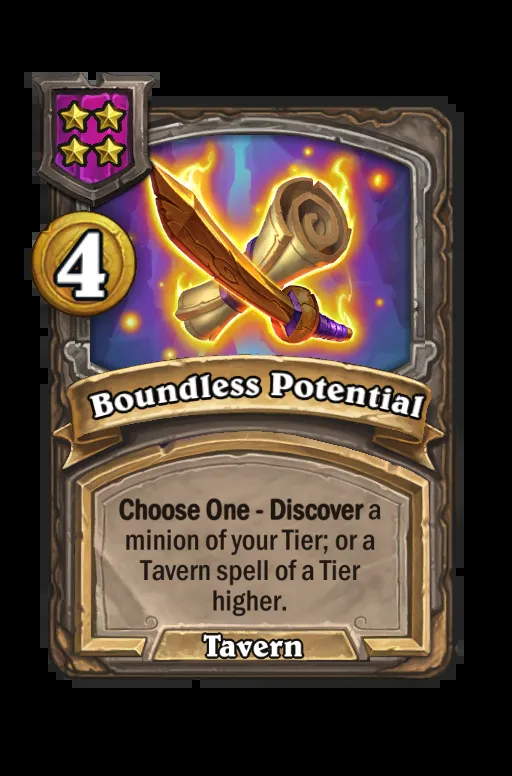 4
Boundless Potential
Choose One - Discover a
minion of your Tier; or a
Tavern spell of a Tier
higher.
Tavern